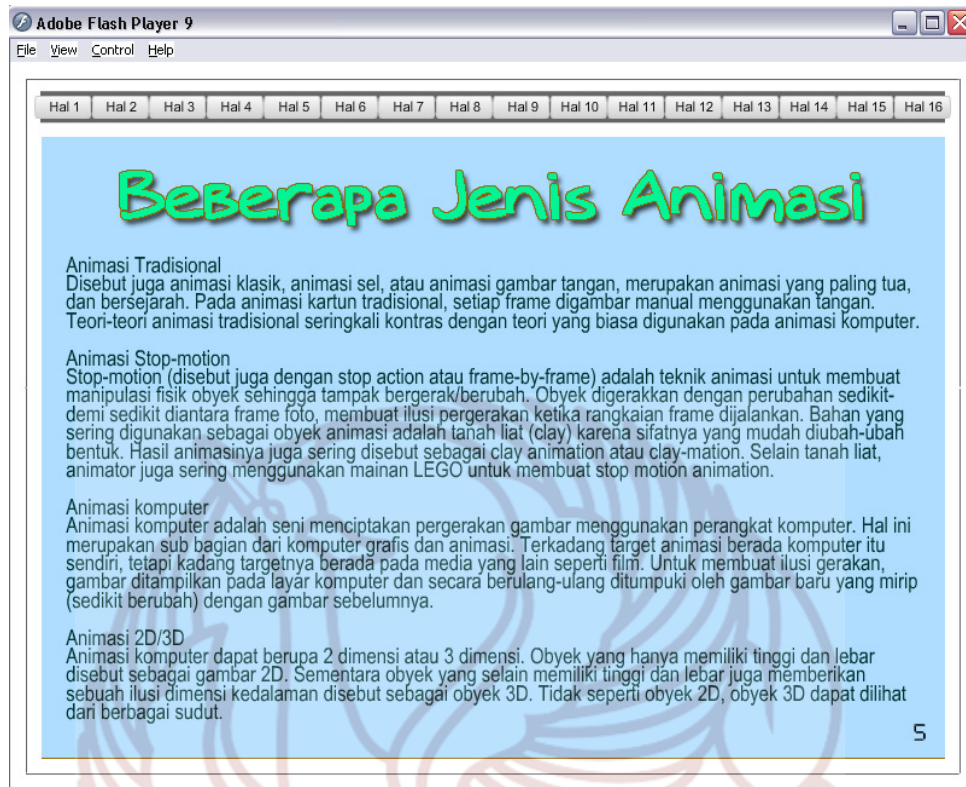 Adobe Flash Player 9
File View Control Help
Hal 1 Hal 2 Hal 3 Hal 4 Hal 5 Hal 6 Hal 7 Hal 8 Hal 9 Hal 10 Hal 11 Hal 12 Hal 13 Hal 14 Hal 15 Hal 16
Beberapa Jenis Animasi
Animasi Tradisional
Disebut juga animasi klasik, animasi sel, atau animasi gambar tangan, merupakan animasi yang paling tua,
dan bersejarah. Pada animasi kartun tradisional, setiap frame digambar manual menggunakan tangan.
Teori-teori animasi tradisional seringkali kontras dengan teori yang biasa digunakan pada animasi komputer.
Animasi Stop-motion
Stop-motion (disebut juga dengan stop action atau frame-by-frame) adalah teknik animasi untuk membuat
manipulasi fisik obyek sehingga tampak bergerak/berubah. Obyek digerakkan dengan perubahan sedikit-
demi sedikit diantara frame foto, membuat ilusi pergerakan ketika rangkaian frame dijalankan. Bahan yang
sering digunakan sebagai obyek animasi adalah tanah liat (clay) karena sifatnya yang mudah diubah-ubah
bentuk. Hasil animasinya juga sering disebut sebagai clay animation atau clay-mation. Selain tanah liat,
animator juga sering menggunakan mainan LEGO untuk membuat stop motion animation.
Animasi komputer
Animasi komputer adalah seni menciptakan pergerakan gambar menggunakan perangkat komputer. Hal ini
merupakan sub bagian dari komputer grafis dan animasi. Terkadang target animasi berada komputer itu
sendiri, tetapi kadang targetnya berada pada media yang lain seperti film. Untuk membuat ilusi gerakan,
gambar ditampilkan pada layar komputer dan secara berulang-ulang ditumpuki oleh gambar baru yang mirip
(sedikit berubah) dengan gambar sebelumnya.
Animasi 2D/3D
Animasi komputer dapat berupa 2 dimensi atau 3 dimensi. Obyek yang hanya memiliki tinggi dan lebar
disebut sebagai gambar 2D. Sementara obyek yang selain memiliki tinggi dan lebar juga memberikan
sebuah ilusi dimensi kedalaman disebut sebagai obyek 3D. Tidak seperti obyek 2D, obyek 3D dapat dilihat
dari berbagai sudut.
5